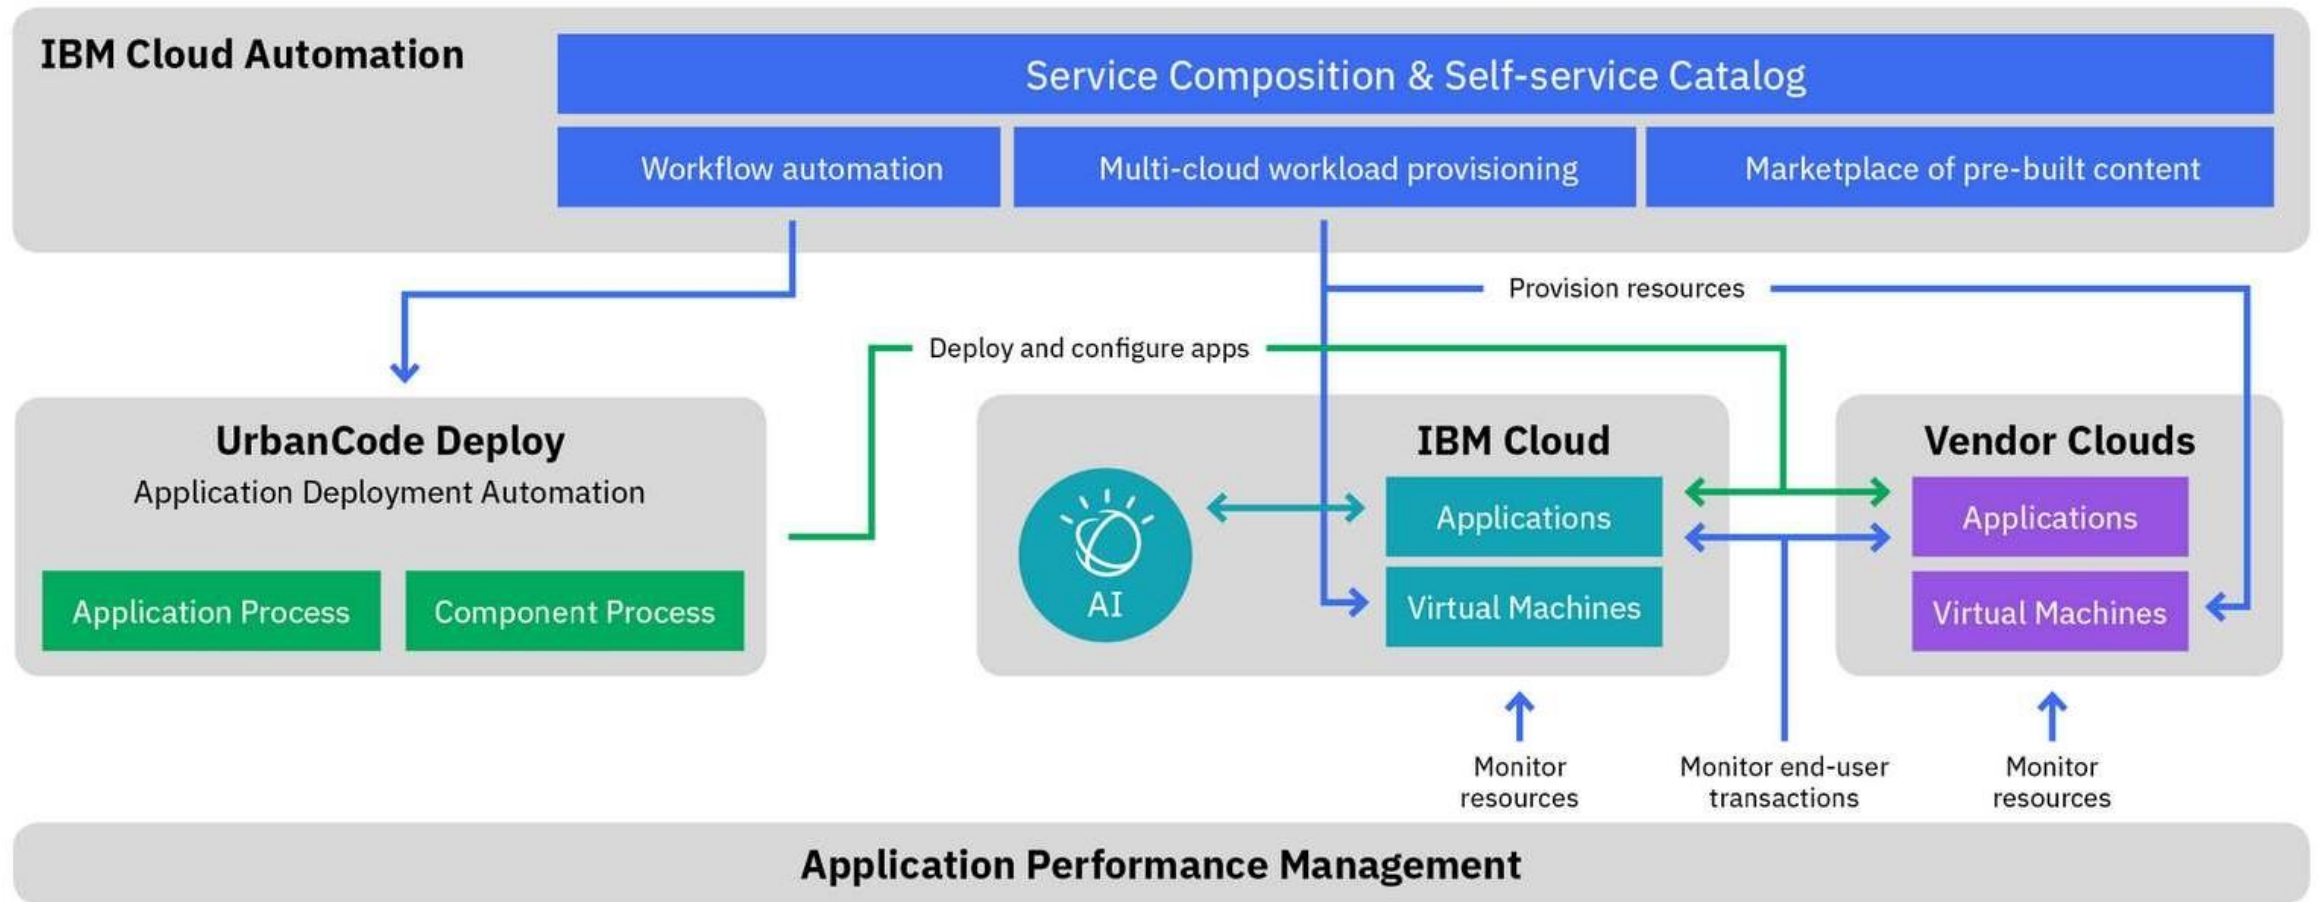 IBM Cloud Automation
Service Composition & Self-service Catalog
Workflow automation
Multi-cloud workload provisioning
Marketplace of pre-built content
Provision resources
Deploy and configure apps
UrbanCode Deploy
Application Deployment Automation
Application Process
Component Process
IBM Cloud
AI
Applications
Virtual Machines
Vendor Clouds
Applications
Virtual Machines
Monitor
resources
Monitor end-user
transactions
Monitor
resources
Application Performance Management